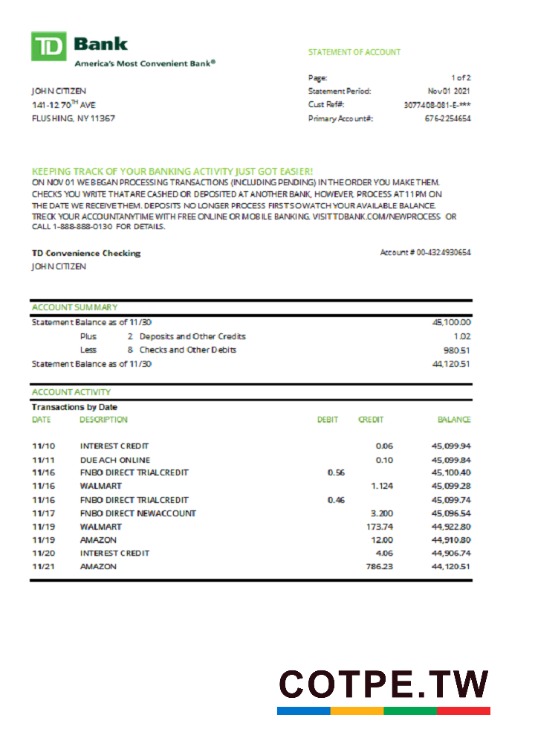 TD Bank
America's Most Convenient Bank®
STATEMENT OF ACCOUNT
JOHN CITIZEN
141-12 70TH AVE
FLUSHING, NY 11367
Page: 1 of 2
Statement Period: Nov 01 2021
Cust Ref#: 3077408-081-E-***
Primary Account#: 676-2254654
KEEPING TRACK OF YOUR BANKING ACTIVITY JUST GOT EASIER!
ON NOV 01 WE BEGAN PROCESSING TRANSACTIONS (INCLUDING PENDING) IN THE ORDER YOU MAKE THEM.
CHECKS YOU WRITE THAT ARE CASHED OR DEPOSITED AT ANOTHER BANK, HOWEVER, PROCESS AT 11 PM ON
THE DATE WE RECEIVE THEM. DEPOSITS NO LONGER PROCESS FIRST SO WATCH YOUR AVAILABLE BALANCE.
TRECK YOUR ACCOUNT ANYTIME WITH FREE ONLINE OR MOBILE BANKING. VISIT TDBANK.COM/NEWPROCESS OR
CALL 1-888-888-0130 FOR DETAILS.
TD Convenience Checking Account # 00-4324930654
JOHN CITIZEN
ACCOUNT SUMMARY
Statement Balance as of 11/30 45,100.00
Plus 2 Deposits and Other Credits 1.02
Less 8 Checks and Other Debits 980.51
Statement Balance as of 11/30 44,120.51
ACCOUNT ACTIVITY
Transactions by Date
DATE DESCRIPTION DEBIT CREDIT BALANCE
11/10 INTEREST CREDIT 0.06 45,099.94
11/11 DUE ACH ONLINE 0.10 45,099.84
11/16 FNBO DIRECT TRIALCREDIT 0.56 45,100.40
11/16 WALMART 1.124 45,099.28
11/16 FNBO DIRECT TRIALCREDIT 0.46 45,099.74
11/17 FNBO DIRECT NEWACCOUNT 3.200 45,096.54
11/19 WALMART 173.74 44,922.80
11/19 AMAZON 12.00 44,910.80
11/20 INTEREST CREDIT 4.06 44,906.74
11/21 AMAZON 786.23 44,120.51
COTPE.TW